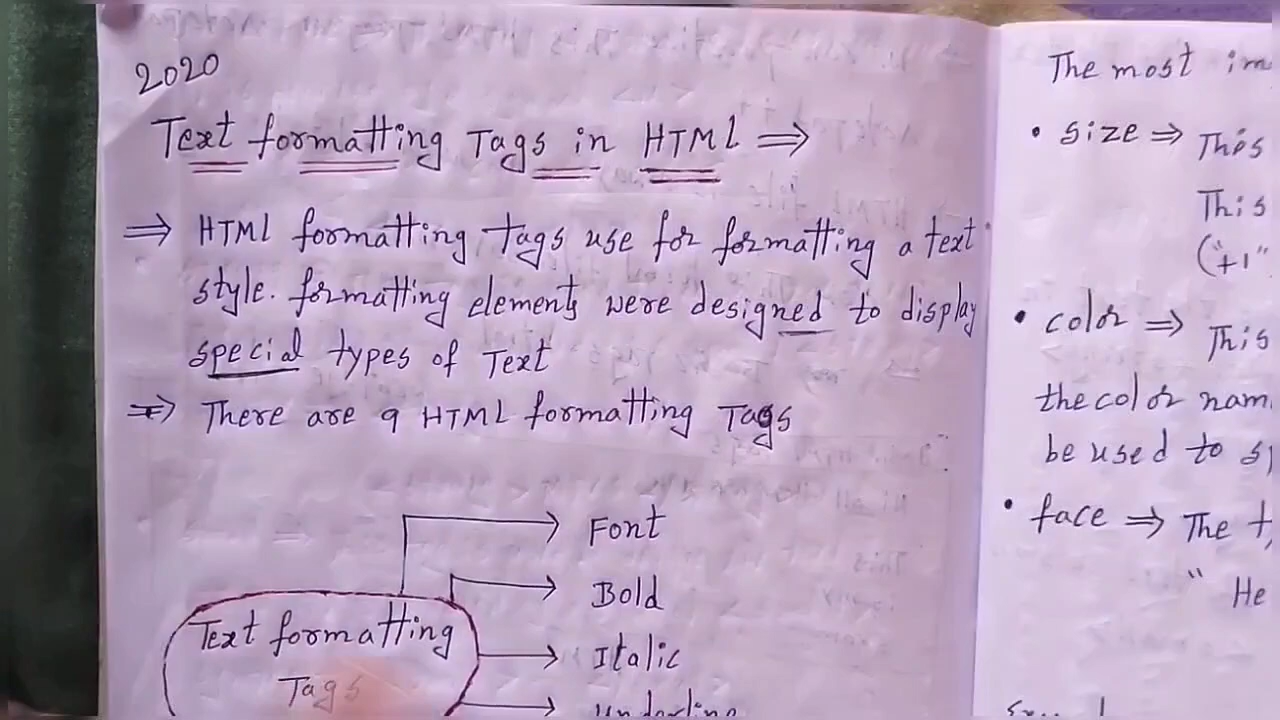 2020
Text formatting Tags in HTML ⇒
⇒ HTML formatting tags use for formatting a text
style. formatting elements were designed to display
special types of Text
⇒ There are 9 HTML formatting Tags
Font
Bold
Italic
Underline
Text formatting
Tags
The most im
• size ⇒ This
This
("+1"
• color ⇒ This
the color nam
be used to
• face ⇒ The
" He